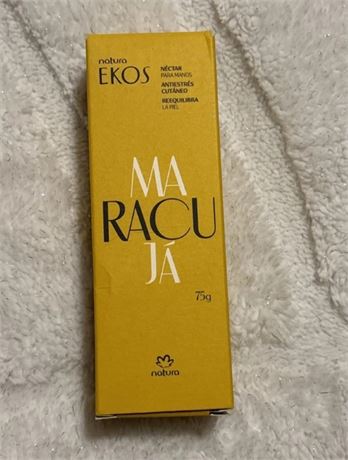 natura
EKOS
NÉCTAR
PARA MANOS
ANTIESTRÉS
CUTÁNEO
REEQUILIBRA
LA PIEL
MA
RACU
JÁ
75g
natura